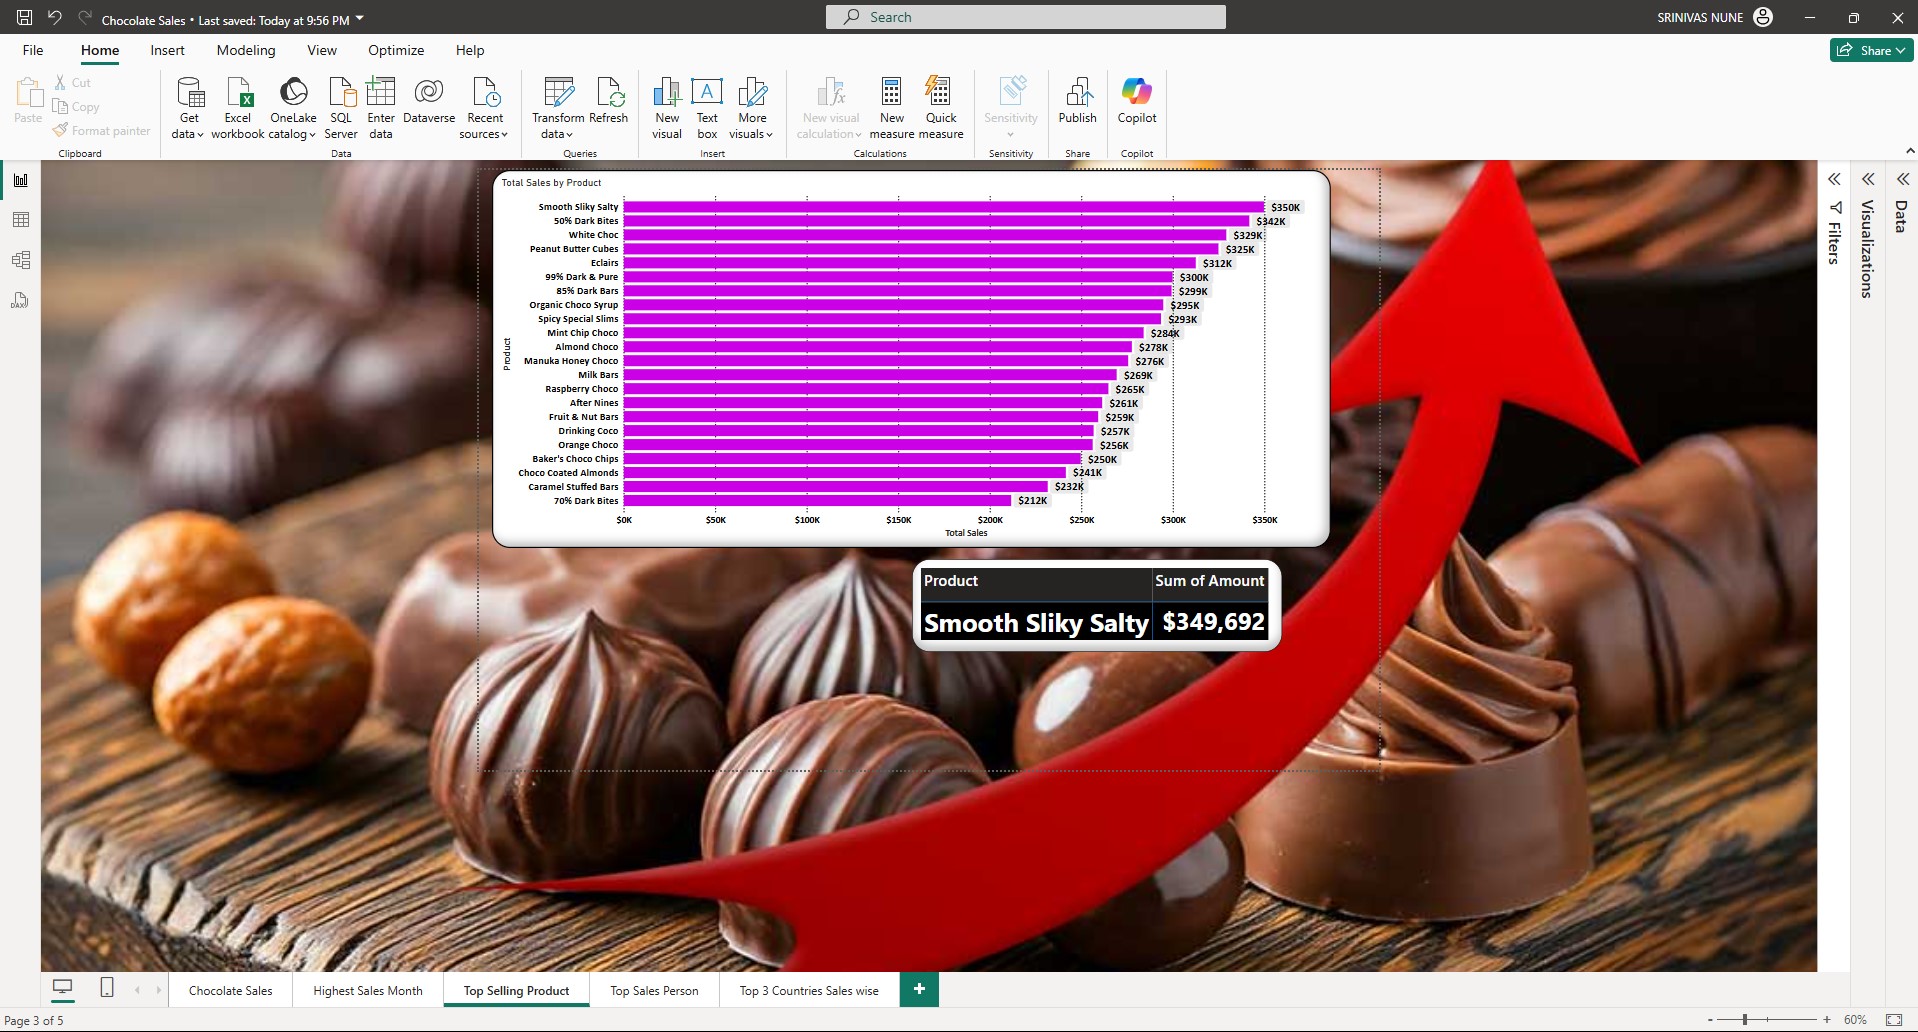 Chocolate Sales • Last saved: Today at 9:56 PM
Search
SRINIVAS NUNE
File Home Insert Modeling View Optimize Help
Share
Paste
Cut
Copy
Format painter
Clipboard
Get data
Excel workbook
OneLake catalog
SQL Server
Enter data
Dataverse
Recent sources
Data
Transform data
Refresh
Queries
New visual
Text box
More visuals
Insert
New visual calculation
New measure
Quick measure
Calculations
Sensitivity
Sensitivity
Publish
Share
Copilot
Copilot
DAX
Total Sales by Product
Product
Smooth Sliky Salty $350K
50% Dark Bites $342K
White Choc $329K
Peanut Butter Cubes $325K
Eclairs $312K
99% Dark & Pure $300K
85% Dark Bars $299K
Organic Choco Syrup $295K
Spicy Special Slims $293K
Mint Chip Choco $284K
Almond Choco $278K
Manuka Honey Choco $276K
Milk Bars $269K
Raspberry Choco $265K
After Nines $261K
Fruit & Nut Bars $259K
Drinking Coco $257K
Orange Choco $256K
Baker's Choco Chips $250K
Choco Coated Almonds $241K
Caramel Stuffed Bars $232K
70% Dark Bites $212K
$0K $50K $100K $150K $200K $250K $300K $350K
Total Sales
Product Sum of Amount
Smooth Sliky Salty $349,692
Filters
Visualizations
Data
Chocolate Sales Highest Sales Month Top Selling Product Top Sales Person Top 3 Countries Sales wise +
Page 3 of 5
- + 60%